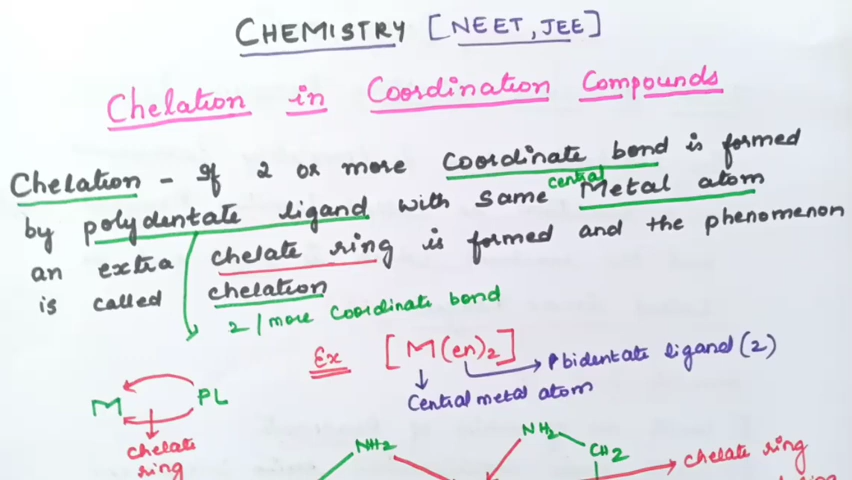 CHEMISTRY [NEET, JEE]
Chelation in Coordination Compounds
Chelation - If 2 or more Coordinate bond is formed
by polydentate ligand with same central Metal atom
an extra chelate ring is formed and the phenomenon
is called chelation
2/more coordinate bond
Ex [M(en)2] bidentate ligand (2)
Central metal atom
M PL
chelate
ring
NH2 NH2 CH2
chelate ring